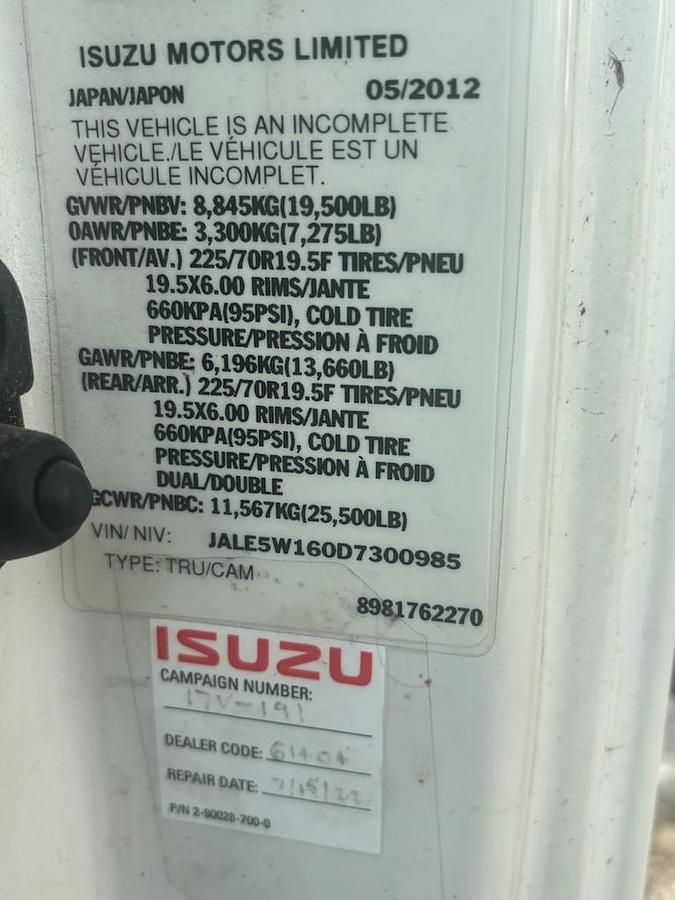 ISUZU MOTORS LIMITED
JAPAN/JAPON 05/2012
THIS VEHICLE IS AN INCOMPLETE
VEHICLE./LE VÉHICULE EST UN
VÉHICULE INCOMPLET.
GVWR/PNBV: 8,845KG(19,500LB)
OAWR/PNBE: 3,300KG(7,275LB)
(FRONT/AV.) 225/70R19.5F TIRES/PNEU
19.5X6.00 RIMS/JANTE
660KPA(95PSI), COLD TIRE
PRESSURE/PRESSION À FROID
GAWR/PNBE: 6,196KG(13,660LB)
(REAR/ARR.) 225/70R19.5F TIRES/PNEU
19.5X6.00 RIMS/JANTE
660KPA(95PSI), COLD TIRE
PRESSURE/PRESSION À FROID
DUAL/DOUBLE
GCWR/PNBC: 11,567KG(25,500LB)
VIN/NIV: JALE5W160D7300985
TYPE: TRU/CAM
8981762270
ISUZU
CAMPAIGN NUMBER:
17V-191
DEALER CODE:
REPAIR DATE: 7/15/22
P/N 2-90028-700-0